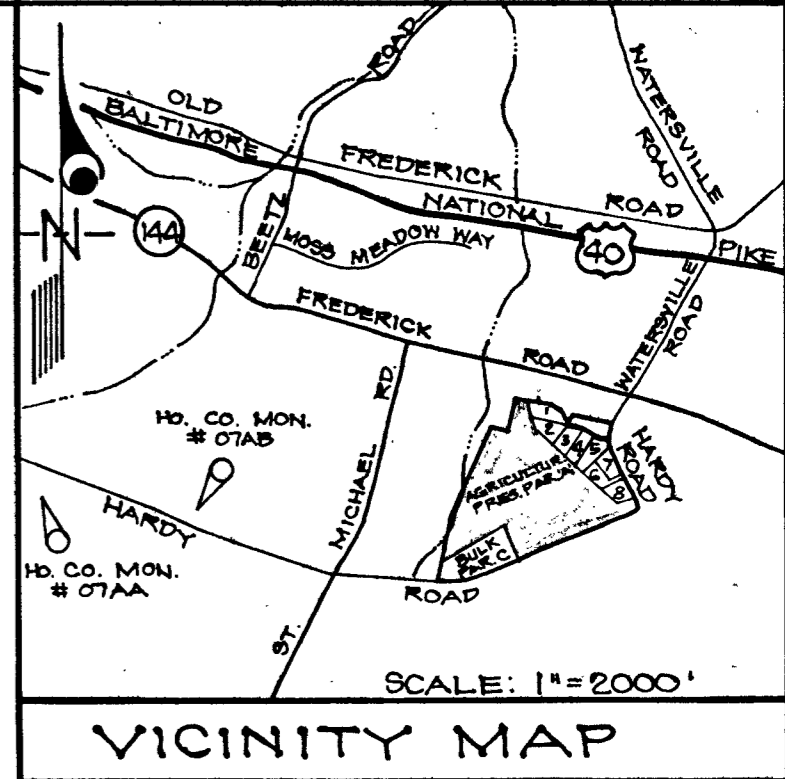 ROAD
WATERSVILLE
ROAD
OLD
FREDERICK
ROAD
BALTIMORE
NATIONAL
PIKE
40
144
N
BEETZ
MOSS MEADOW WAY
FREDERICK
ROAD
WATERSVILLE
ROAD
HO. CO. MON.
# 07AB
ST.
MICHAEL
RD.
1
2
3
4
5
7
6
8
HARDY
ROAD
AGRICULTUR.
PRES. PAR. 'A'
BULK
PAR. C
HARDY
ROAD
HO. CO. MON.
# 07AA
SCALE: 1"=2000'
VICINITY MAP